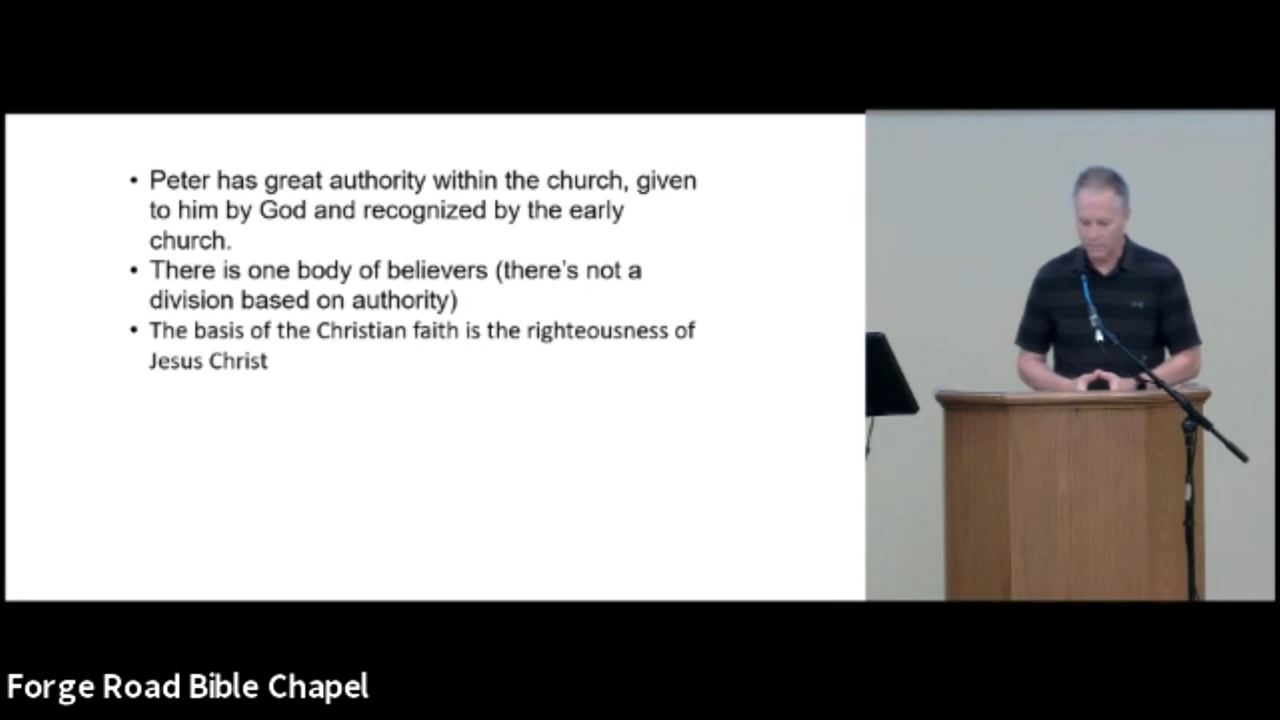 • Peter has great authority within the church, given
to him by God and recognized by the early
church.
• There is one body of believers (there's not a
division based on authority)
• The basis of the Christian faith is the righteousness of
Jesus Christ
Forge Road Bible Chapel